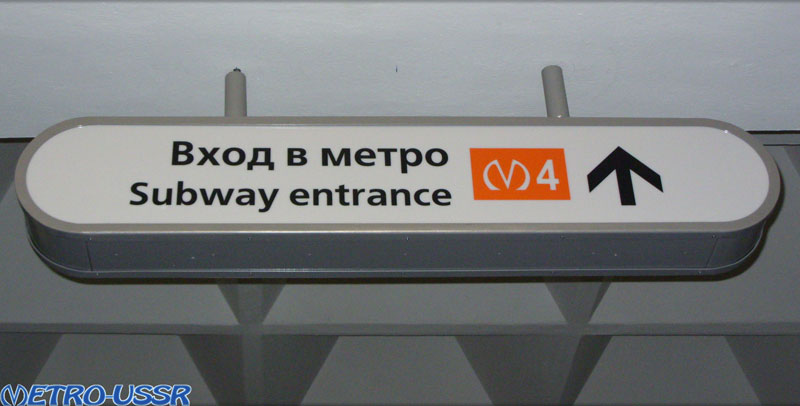 Вход в метро
Subway entrance
4
METRO-USSR